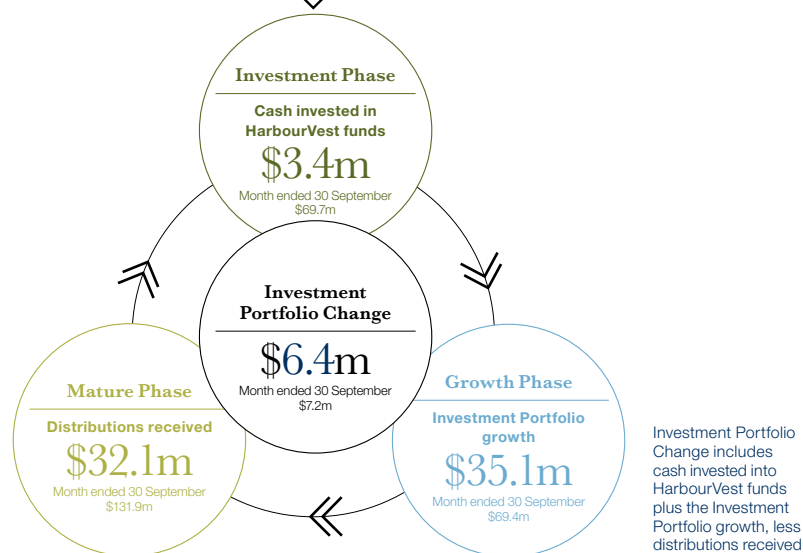 Investment Phase
Cash invested in
HarbourVest funds
$3.4m
Month ended 30 September
$69.7m
Investment
Portfolio Change
$6.4m
Month ended 30 September
$7.2m
Mature Phase
Distributions received
$32.1m
Month ended 30 September
$131.9m
Growth Phase
Investment Portfolio
growth
$35.1m
Month ended 30 September
$69.4m
Investment Portfolio
Change includes
cash invested into
HarbourVest funds
plus the Investment
Portfolio growth, less
distributions received